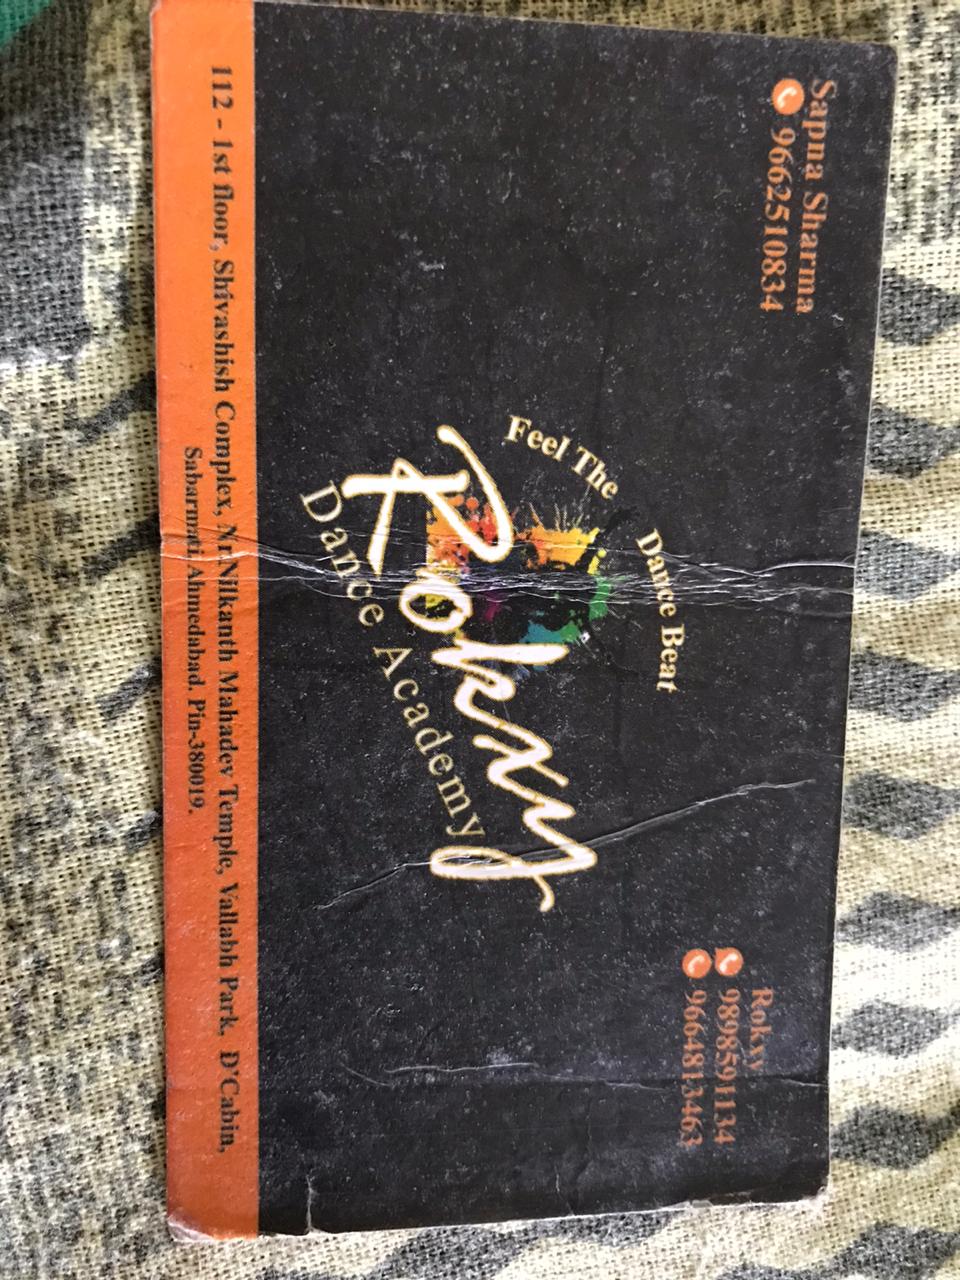 Sapna Sharma
9662510834
Rokxy
9898591134
9664813463
Feel The Dance Beat
Rokxy
Dance Academy
112 - 1st floor, Shivashish Complex, Nr.Nilkanth Mahadev Temple, Vallabh Park, D'Cabin,
Sabarmati, Ahmedabad. Pin-380019.